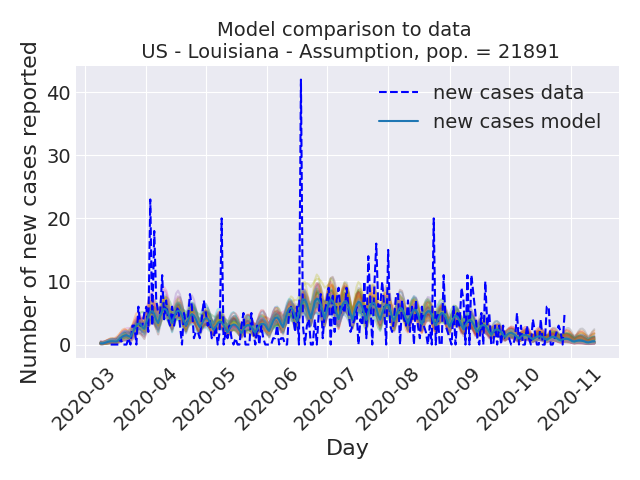 Model comparison to data
US - Louisiana - Assumption, pop. = 21891
Number of new cases reported
40
30
20
10
0
new cases data
new cases model
2020-03
2020-04
2020-05
2020-06
2020-07
2020-08
2020-09
2020-10
2020-11
Day